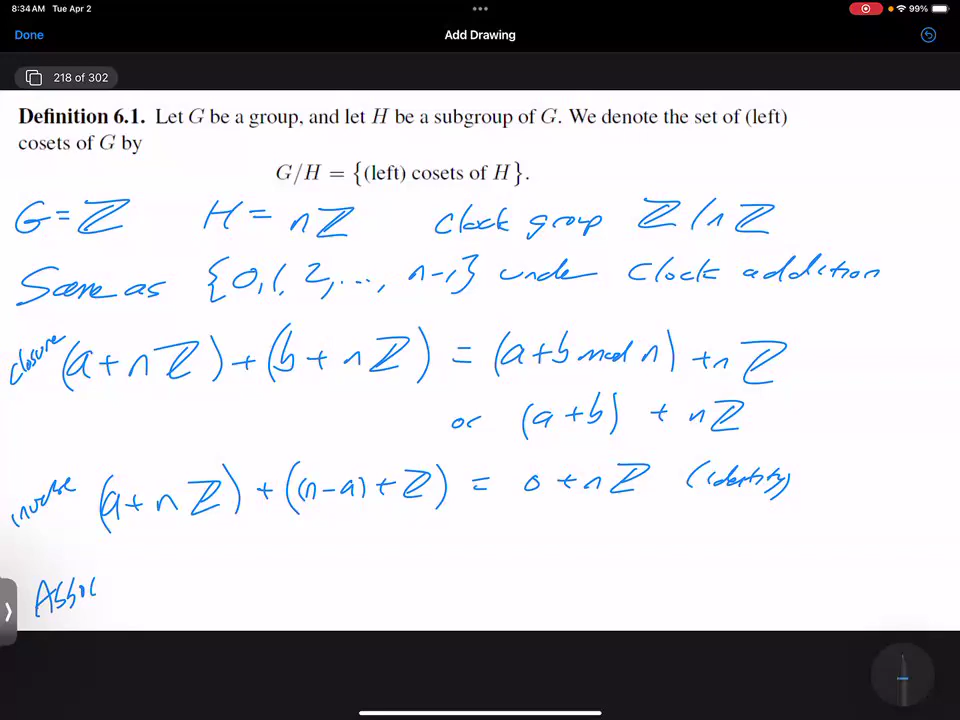 8:34 AM Tue Apr 2 99%
Done Add Drawing
218 of 302
Definition 6.1. Let G be a group, and let H be a subgroup of G. We denote the set of (left)
cosets of G by
G/H = {(left) cosets of H}.
G = ℤ H = nℤ Clock group ℤ/nℤ
Same as {0, 1, 2, ..., n-1} under clock addition
closure (a + nℤ) + (b + nℤ) = (a + b mod n) + nℤ
or (a + b) + nℤ
inverse (a + nℤ) + ((n-a) + ℤ) = 0 + nℤ (identity)
Assoc